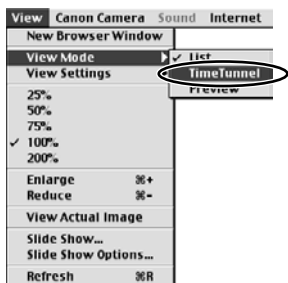 View Canon Camera Sound Internet
New Browser Window
View Mode
✓ List
View Settings
TimeTunnel
Preview
25%
50%
75%
✓ 100%
200%
Enlarge ⌘+
Reduce ⌘-
View Actual Image
Slide Show...
Slide Show Options...
Refresh ⌘R